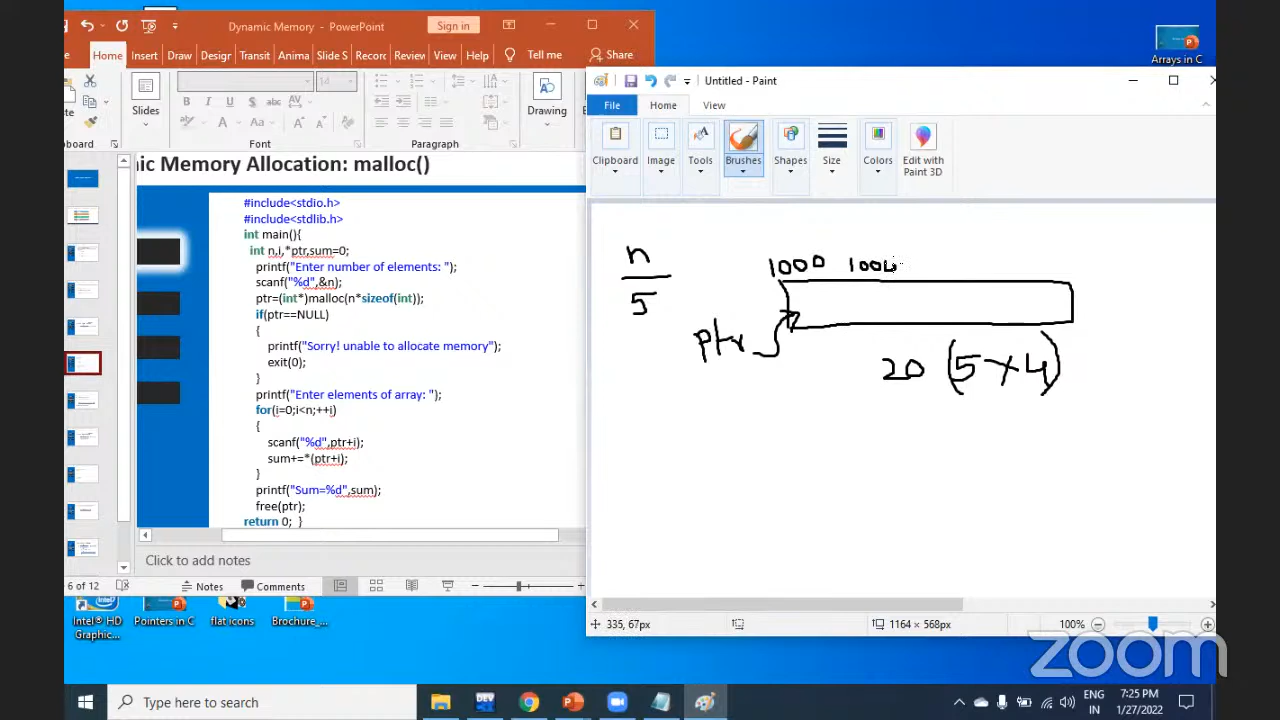 Dynamic Memory - PowerPoint
Sign in
Home Insert Draw Design Transit Anima Slide S Recorc Review View Help Tell me Share
Slides
Drawing
14
B I U S abc
Font
Paragraph
Arrays in C
Untitled - Paint
File Home View
Clipboard Image Tools Brushes Shapes Size Colors Edit with Paint 3D
ic Memory Allocation: malloc()
#include<stdio.h>
#include<stdlib.h>
int main(){
int n,i,*ptr,sum=0;
printf("Enter number of elements: ");
scanf("%d",&n);
ptr=(int*)malloc(n*sizeof(int));
if(ptr==NULL)
{
printf("Sorry! unable to allocate memory");
exit(0);
}
printf("Enter elements of array: ");
for(i=0;i<n;++i)
{
scanf("%d",ptr+i);
sum+=*(ptr+i);
}
printf("Sum=%d",sum);
free(ptr);
return 0; }
n
5
1000
ptr
20 (5×4)
Click to add notes
6 of 12
Notes Comments
335, 67px
1164 × 568px
100%
Intel® HD Graphic...
Pointers in C
flat icons
Brochure_...
zoom
Type here to search
ENG
IN
7:25 PM
1/27/2022